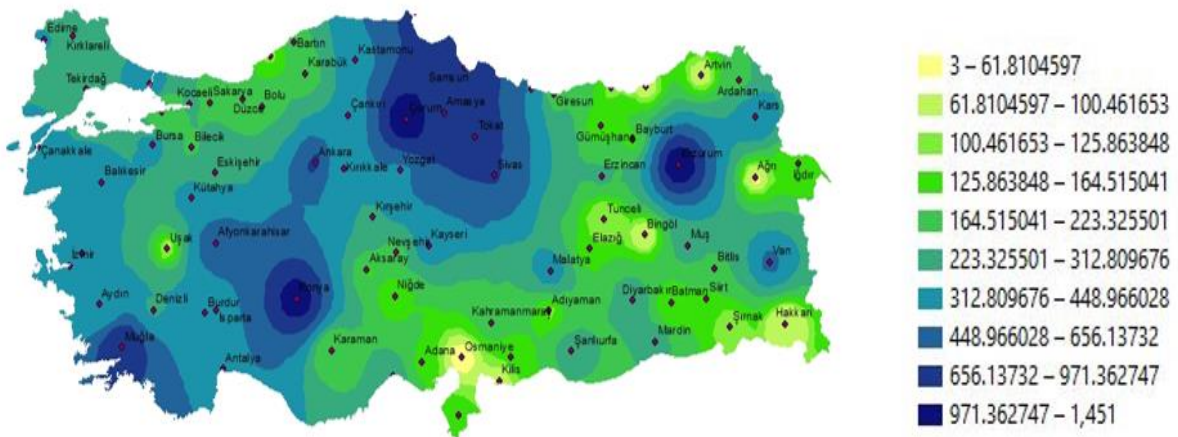 Edirne
Kırklareli
Tekirdağ
Kocaeli
Sakarya
Düzce
Bolu
Bartın
Karabük
Kastamonu
Çankırı
Çorum
Samsun
Amasya
Tokat
Giresun
Gümüşhane
Bayburt
Artvin
Ardahan
Kars
Erzurum
Ağrı
Iğdır
Erzincan
Sivas
Yozgat
Kırıkkale
Ankara
Eskişehir
Bilecik
Bursa
Çanakkale
Balıkesir
Kütahya
Uşak
Afyonkarahisar
İzmir
Aydın
Denizli
Burdur
Isparta
Muğla
Antalya
Konya
Karaman
Aksaray
Niğde
Nevşehi
Kırşehir
Kayseri
Tunceli
Bingöl
Elazığ
Malatya
Muş
Bitlis
Van
Siirt
Batman
Diyarbakır
Adıyaman
Kahramanmaraş
Adana
Osmaniye
Kilis
Şanlıurfa
Mardin
Şırnak
Hakkari
3 – 61.8104597
61.8104597 – 100.461653
100.461653 – 125.863848
125.863848 – 164.515041
164.515041 – 223.325501
223.325501 – 312.809676
312.809676 – 448.966028
448.966028 – 656.13732
656.13732 – 971.362747
971.362747 – 1,451